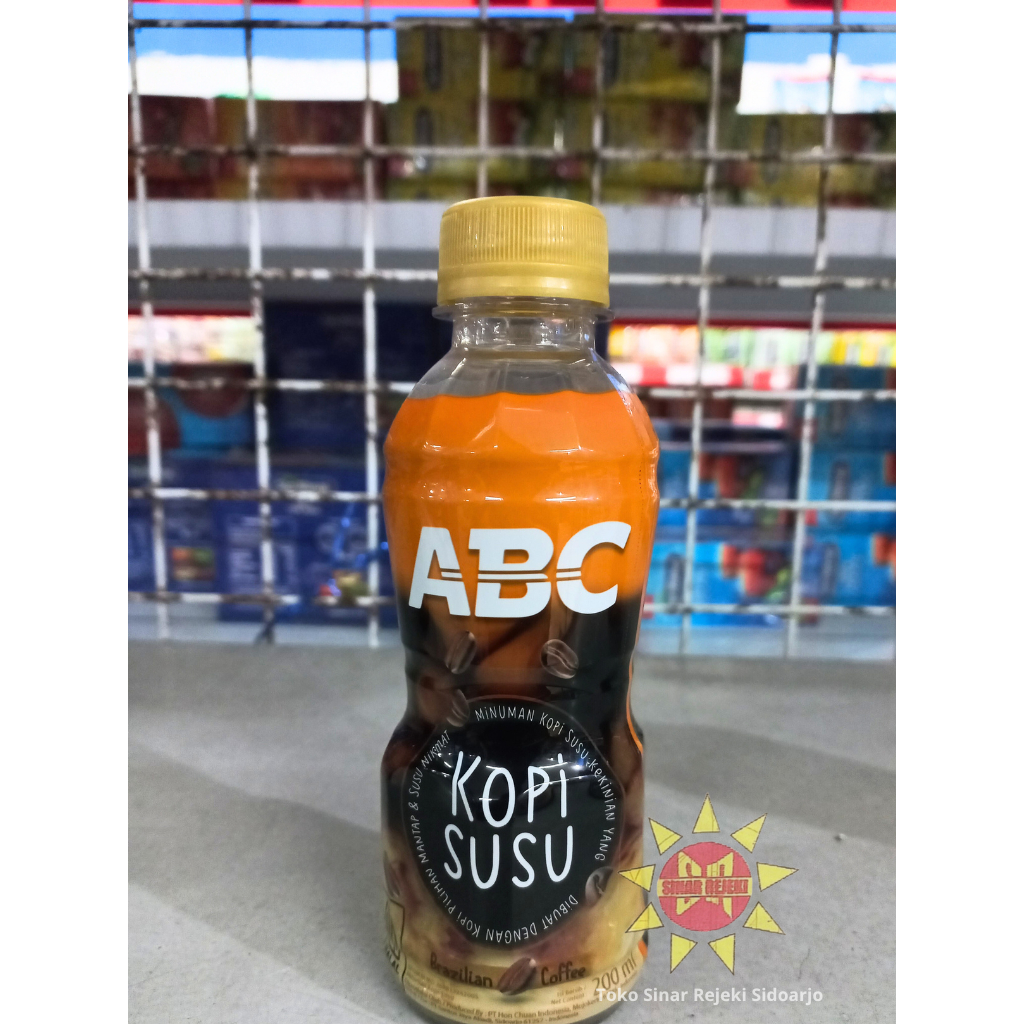 ABC
MiNUMAN KOPi SUSU KEKiNiAN YANG
DIBUAT DENGAN KOPI PILIHAN MANTAP & SUSU NIKMAT
KOPi
SUSU
Brazilian Coffee
200 ml
SINAR REJEKI
Toko Sinar Rejeki Sidoarjo